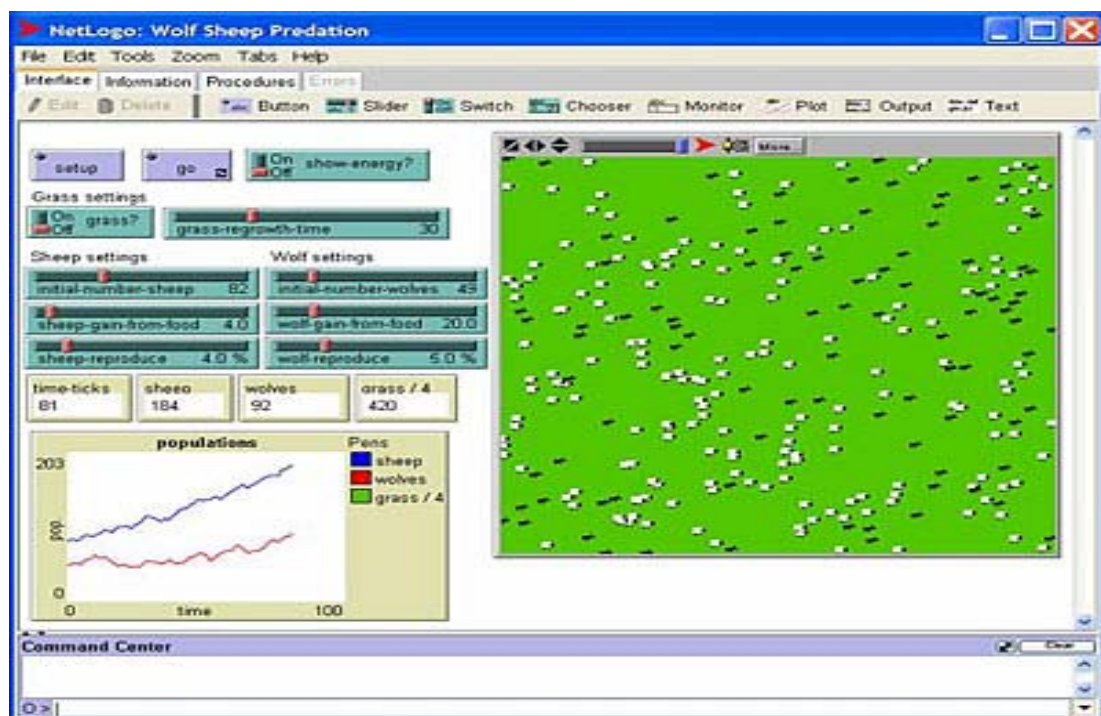 NetLogo: Wolf Sheep Predation
File Edit Tools Zoom Tabs Help
Interface Information Procedures Errors
Edit Delete Button Slider Switch Chooser Monitor Plot Output Text
More...
setup go On Off show-energy?
Grass settings
On Off grass? grass-regrowth-time 30
Sheep settings Wolf settings
initial-number-sheep 82 initial-number-wolves 49
sheep-gain-from-food 4.0 wolf-gain-from-food 20.0
sheep-reproduce 4.0 % wolf-reproduce 5.0 %
time-ticks sheep wolves grass / 4
81 184 92 420
populations
Pens
203
sheep
wolves
grass / 4
pop
0
0 time 100
Command Center Clear
O>